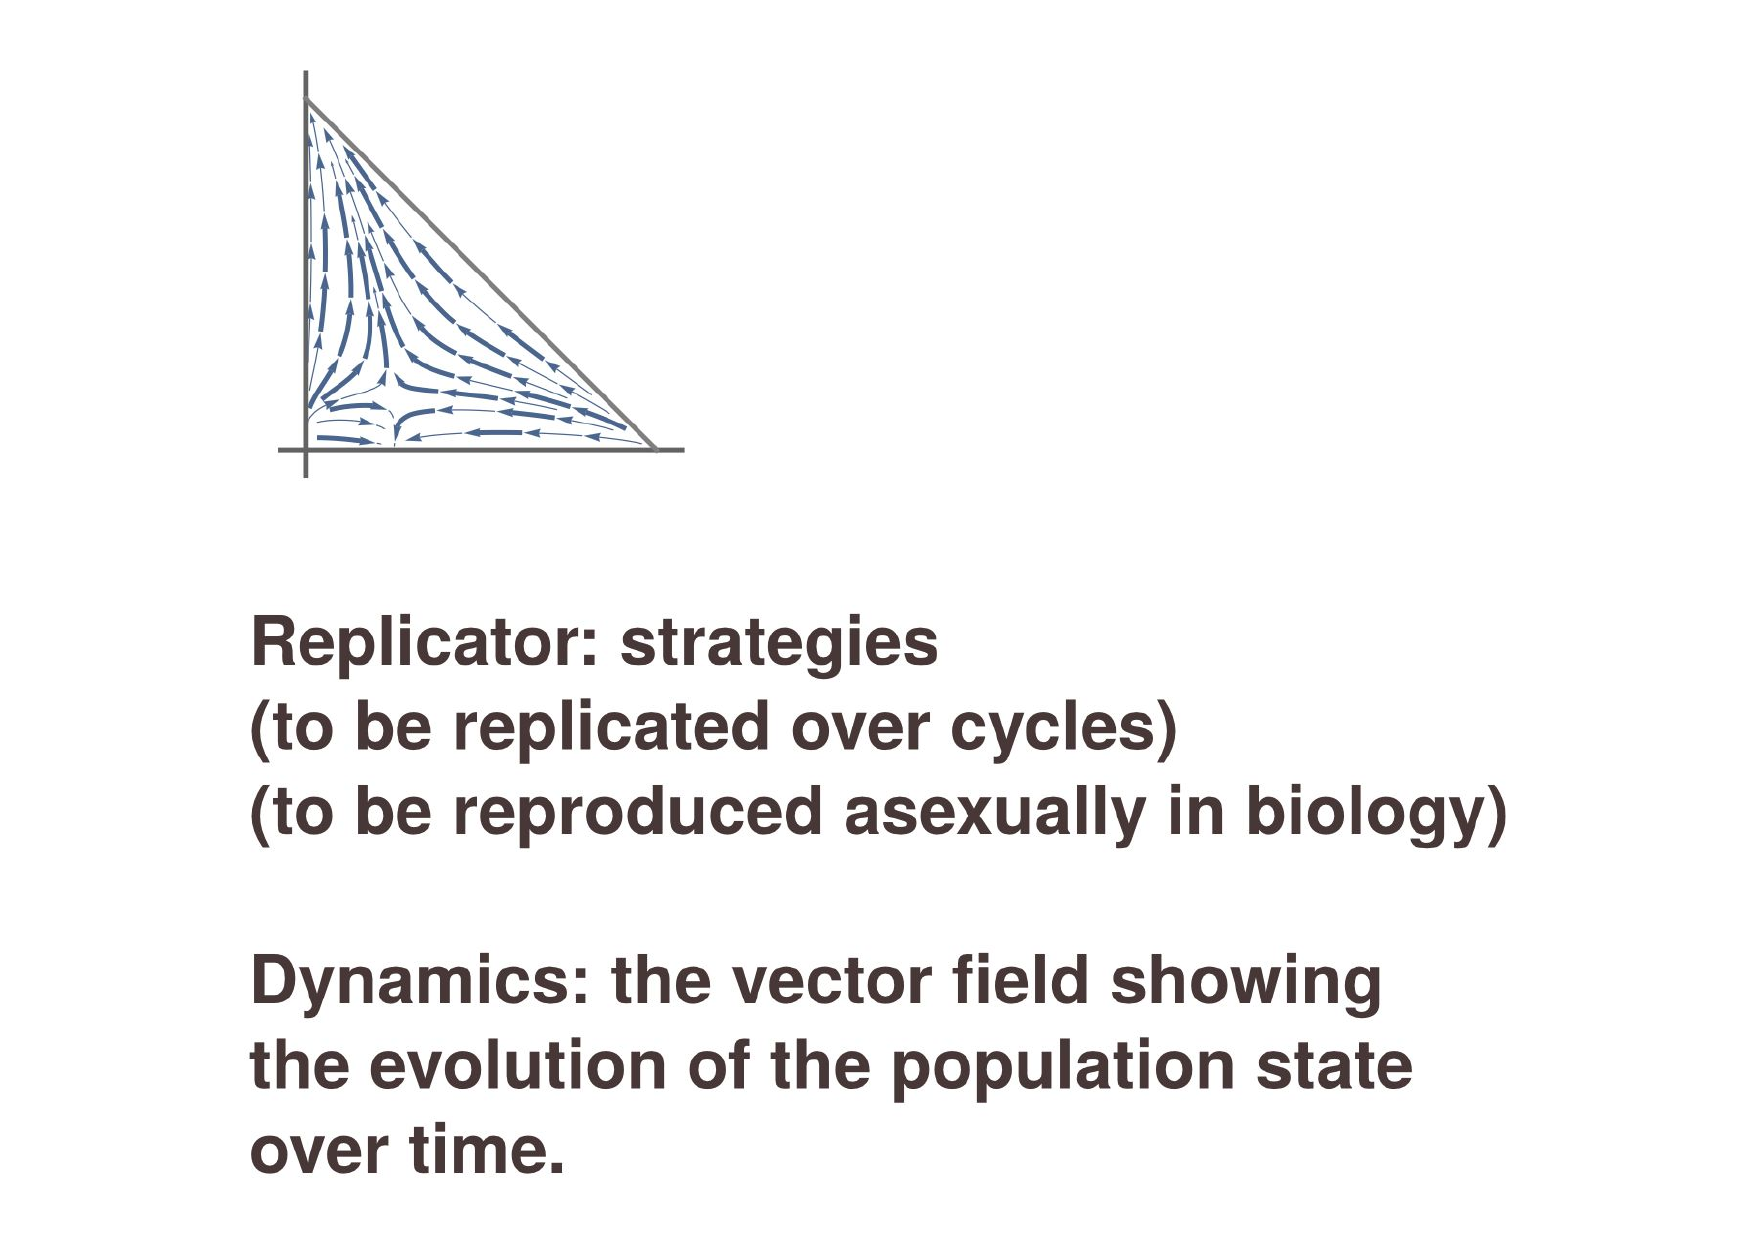 Replicator: strategies
(to be replicated over cycles)
(to be reproduced asexually in biology)
Dynamics: the vector field showing
the evolution of the population state
over time.